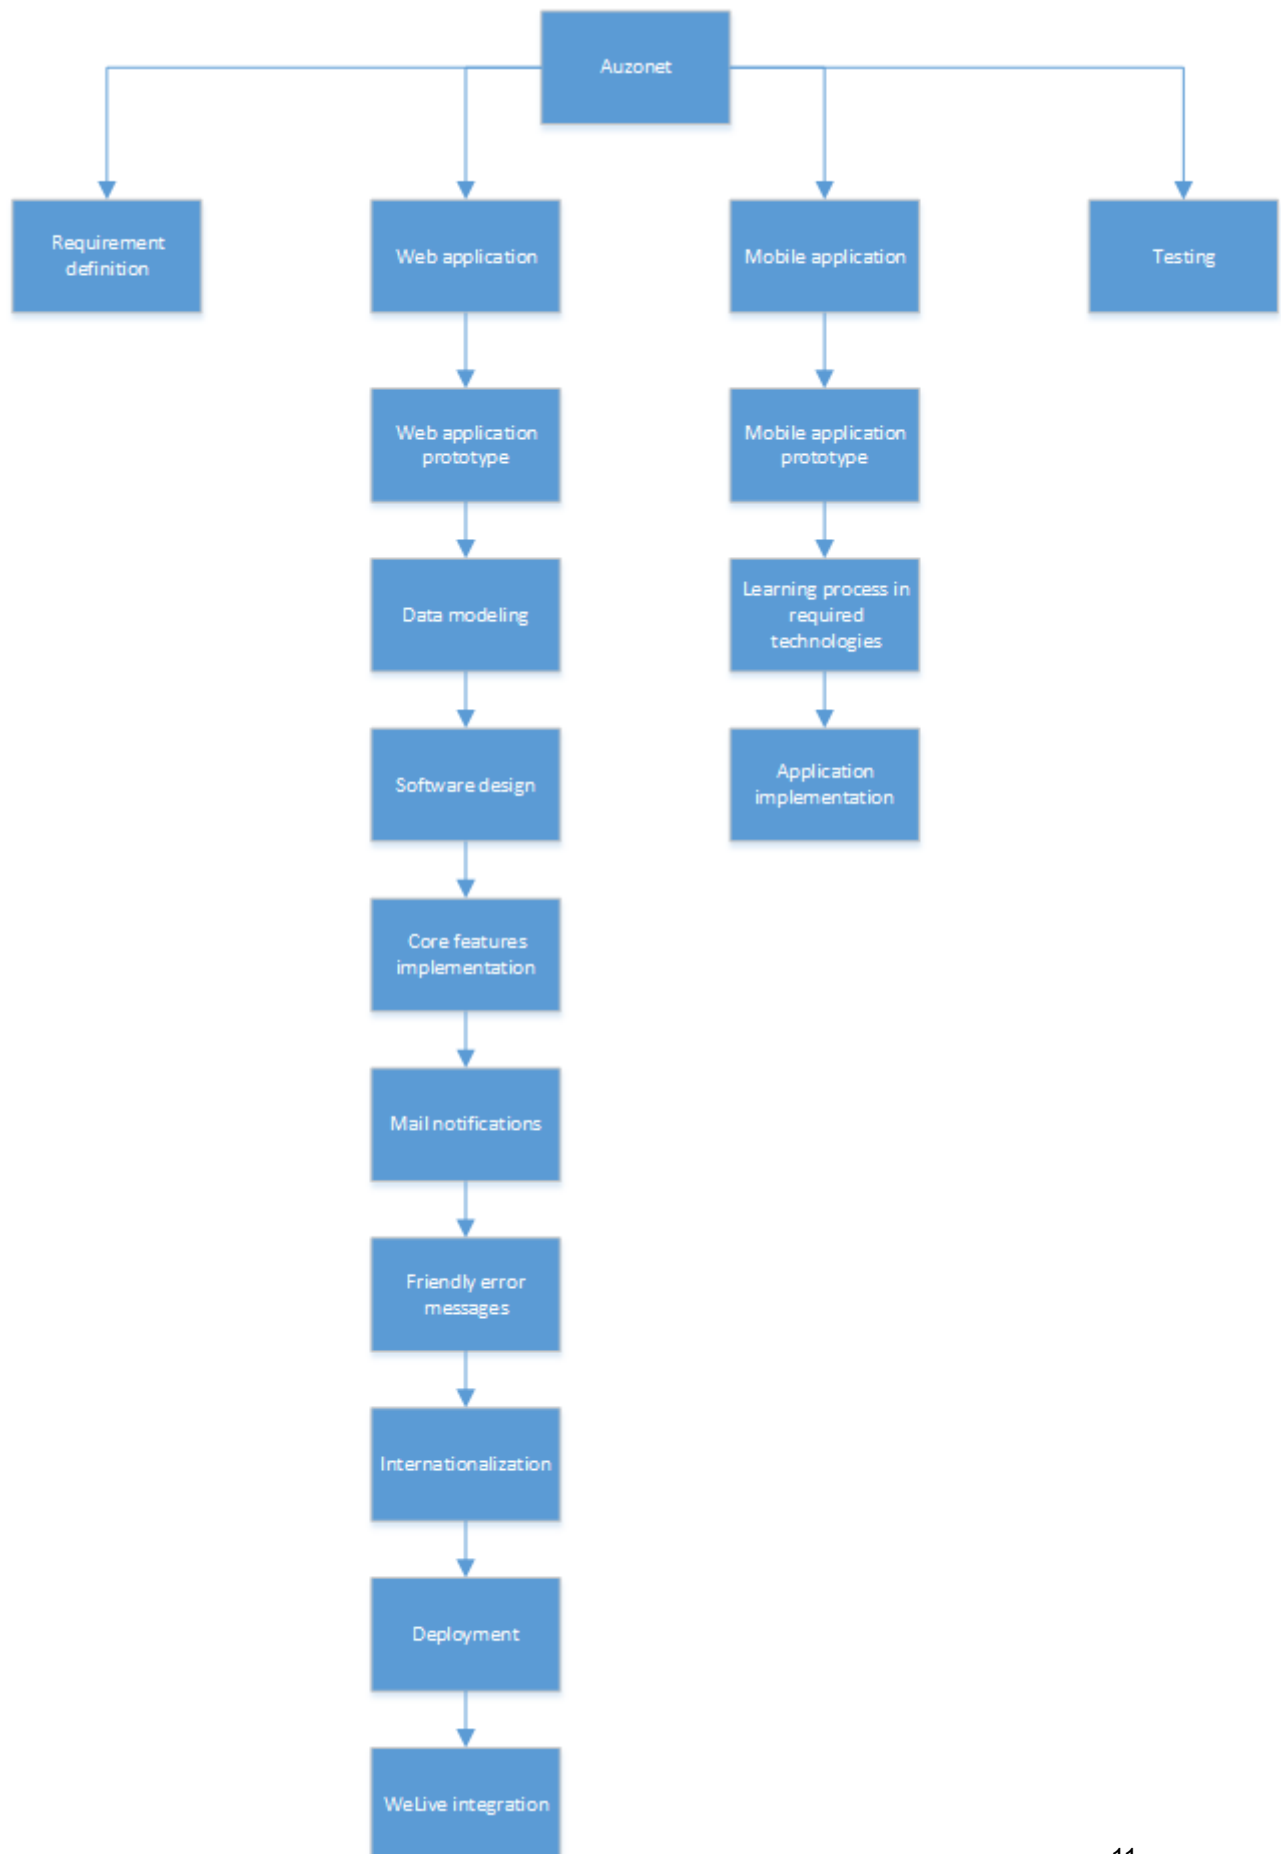 Auzonet
Requirement
definition
Web application
Mobile application
Testing
Web application
prototype
Mobile application
prototype
Data modeling
Learning process in
required
technologies
Software design
Application
implementation
Core features
implementation
Mail notifications
Friendly error
messages
Internationalization
Deployment
WeLive integration
11